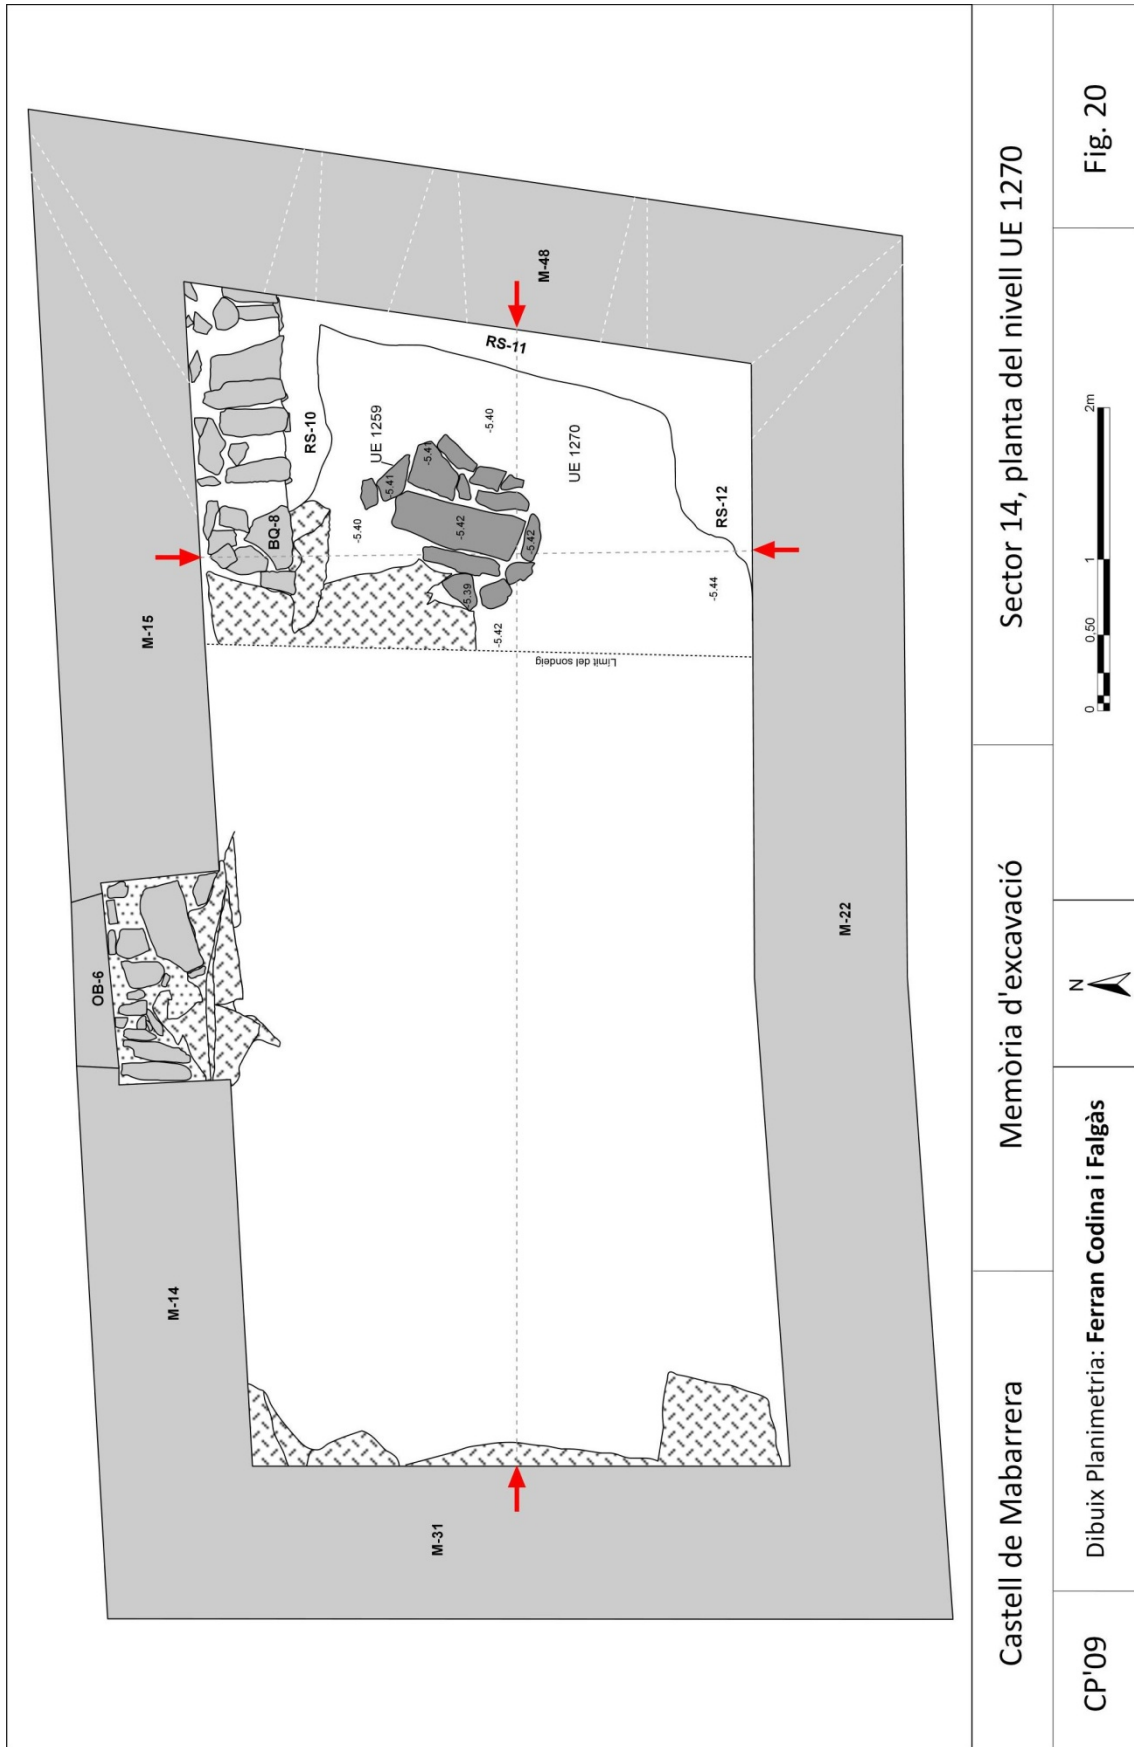 M-48
M-15
RS-11
RS-10
UE 1259
BQ-8
-5.41
-5.41
-5.40
-5.40
UE 1270
-5.42
-5.42
RS-12
-5.39
-5.42
-5.44
Límit del sondeig
OB-6
M-22
M-14
M-31
Castell de Mabarrera
Memòria d'excavació
Sector 14, planta del nivell UE 1270
CP'09
Dibuix Planimetria: Ferran Codina i Falgàs
N
0 0,50 1 2m
Fig. 20